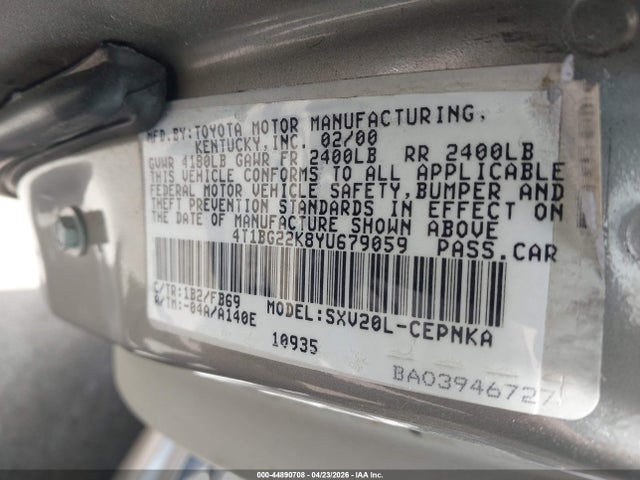 MFD.BY:TOYOTA MOTOR MANUFACTURING,
KENTUCKY,INC. 02/00
GVWR 4180LB GAWR FR 2400LB RR 2400LB
THIS VEHICLE CONFORMS TO ALL APPLICABLE
FEDERAL MOTOR VEHICLE SAFETY,BUMPER AND
THEFT PREVENTION STANDARDS IN EFFECT ON
THE DATE OF MANUFACTURE SHOWN ABOVE
4T1BG22K8YU679059 PASS.CAR
C/TR:1B2/FB69
A/TM:-04A/A140E MODEL:SXV20L-CEPNKA
10935
BA03946727
000-44890708 | 04/23/2026 - IAA Inc.